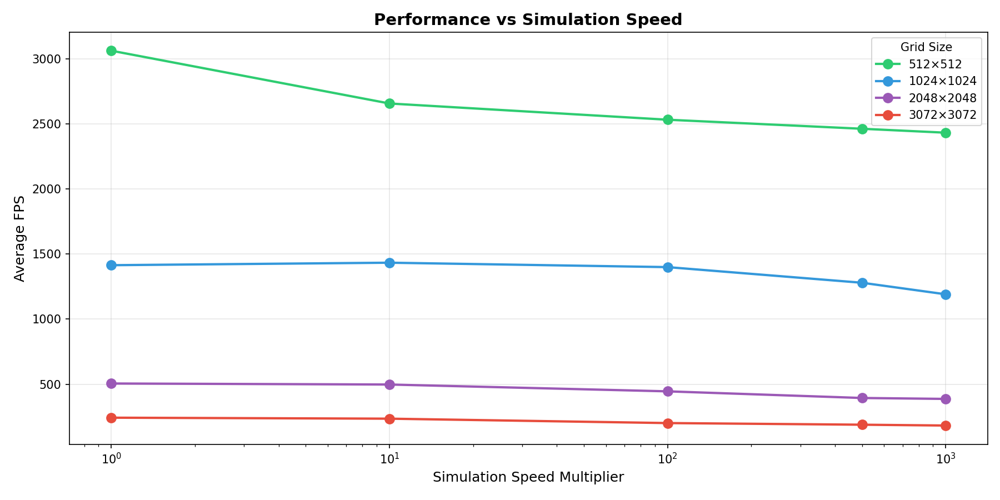 Performance vs Simulation Speed
Grid Size
512×512
1024×1024
2048×2048
3072×3072
Average FPS
3000
2500
2000
1500
1000
500
10⁰ 10¹ 10² 10³
Simulation Speed Multiplier